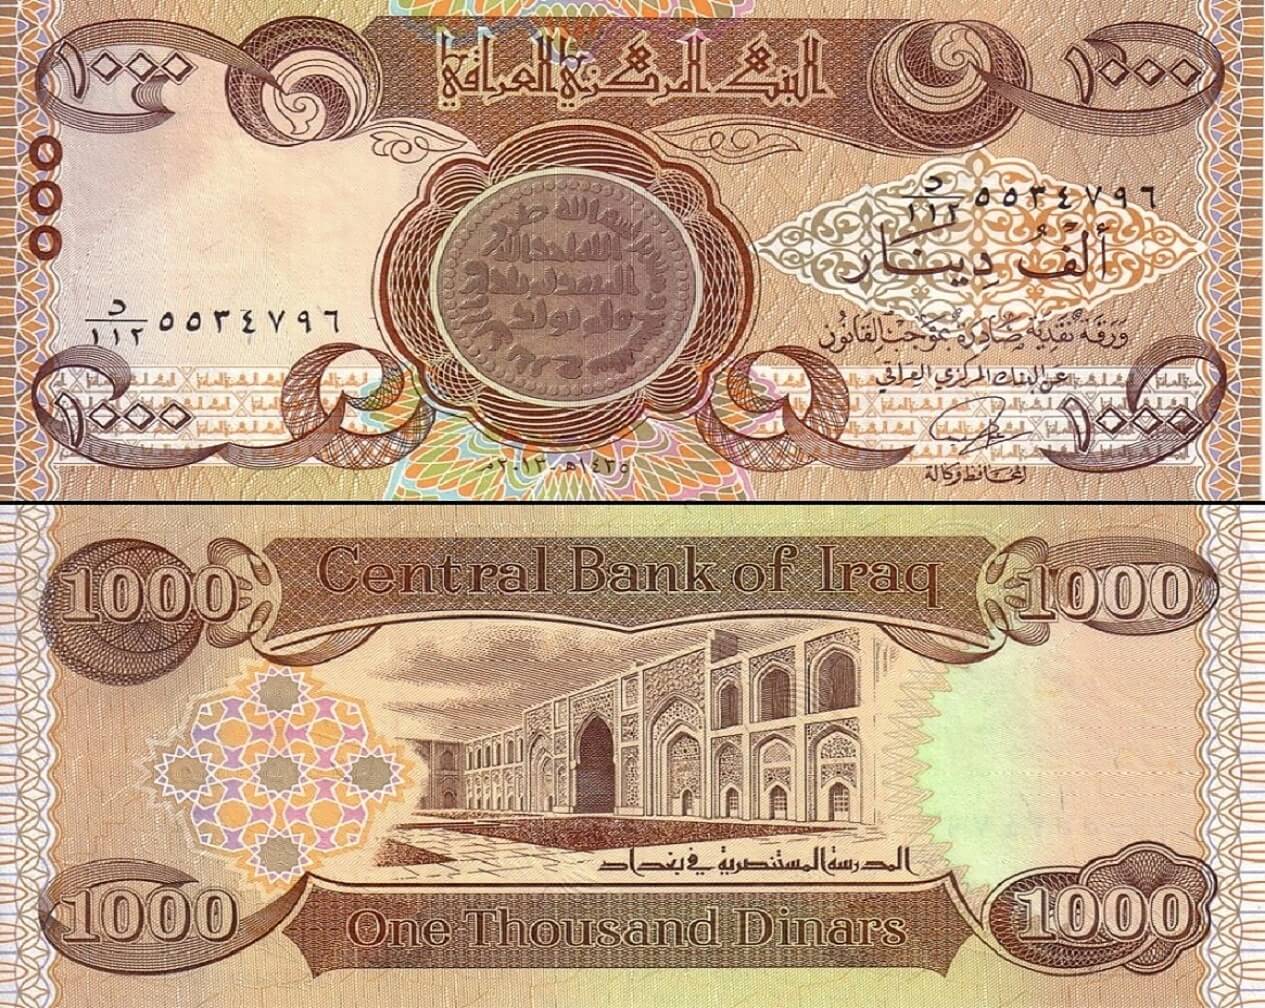 البنك المركزي العراقي
١٠٠٠
١٠٠٠
د/١١٢ ٥٥٣٤٧٩٦
ألف دينار
ورقة نقدية صادرة بموجب القانون
عن البنك المركزي العراقي
المحافظ وكالة
د/١١٢ ٥٥٣٤٧٩٦
١٠٠٠
١٠٠٠
١٤٣٥هـ ٢٠١٣م
Central Bank of Iraq
1000
1000
المدرسة المستنصرية في بغداد
1000
One Thousand Dinars
1000